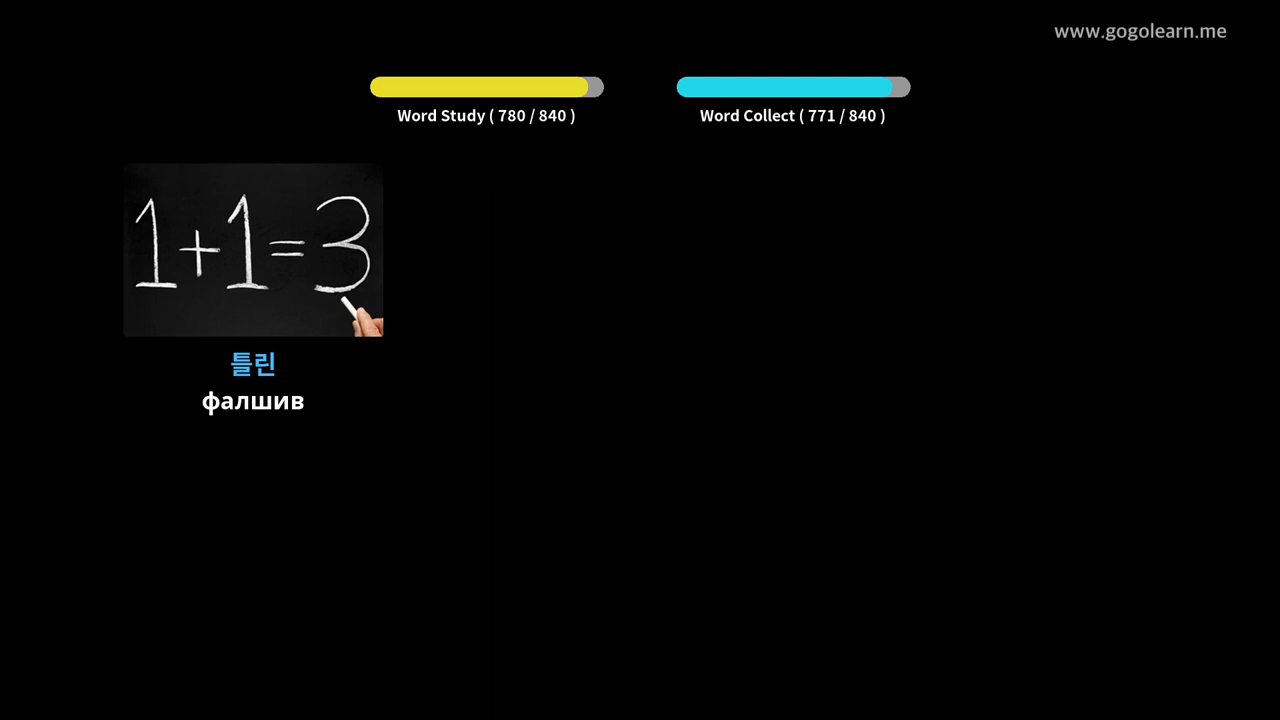 www.gogolearn.me
Word Study ( 780 / 840 )
Word Collect ( 771 / 840 )
1+1=3
틀린
фалшив